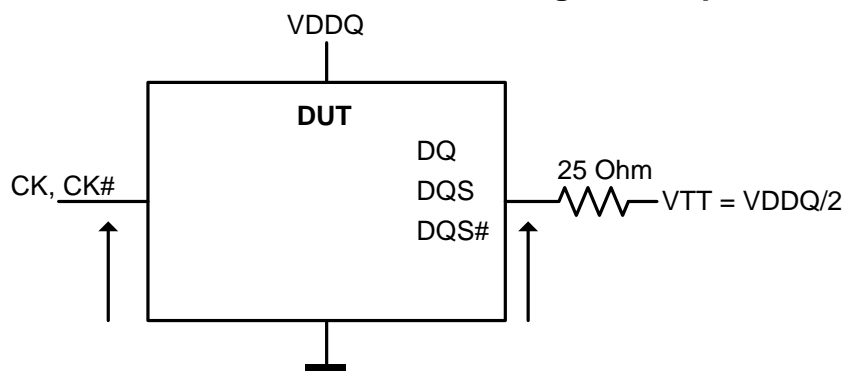 VDDQ
DUT
DQ
25 Ohm
CK, CK#
DQS
VTT = VDDQ/2
DQS#